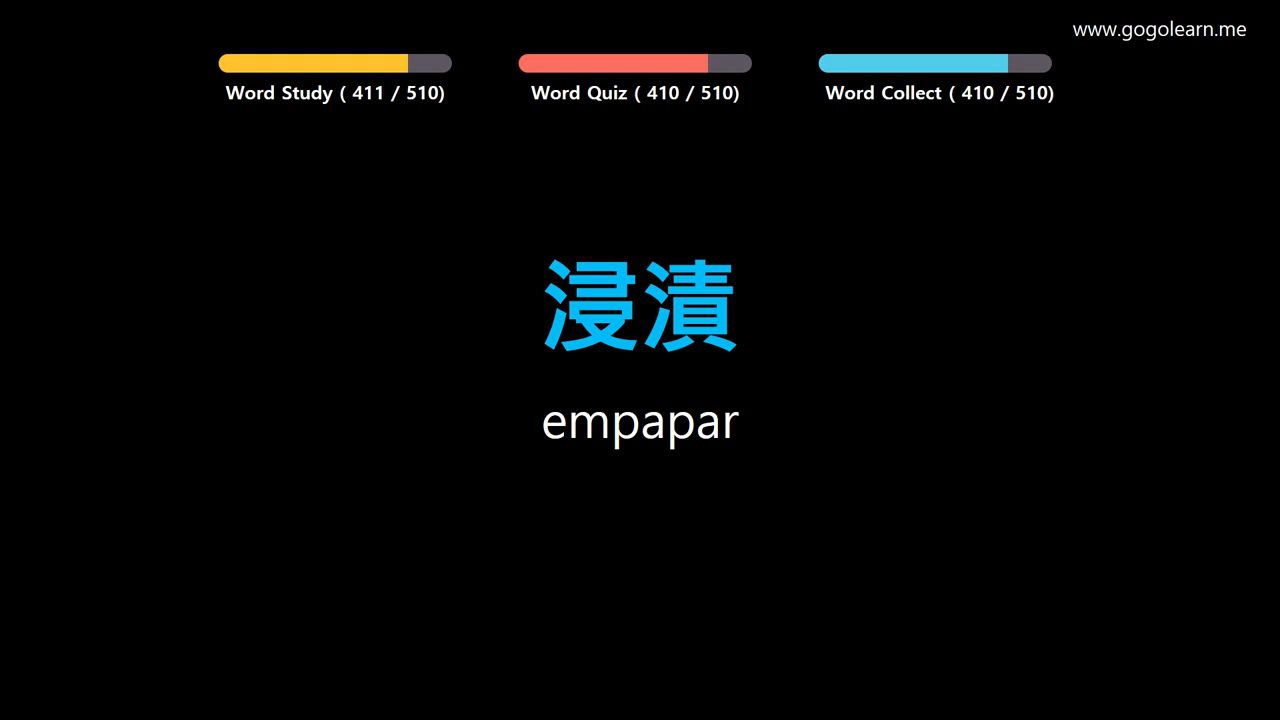 www.gogolearn.me
Word Study ( 411 / 510)
Word Quiz ( 410 / 510)
Word Collect ( 410 / 510)
浸漬
empapar